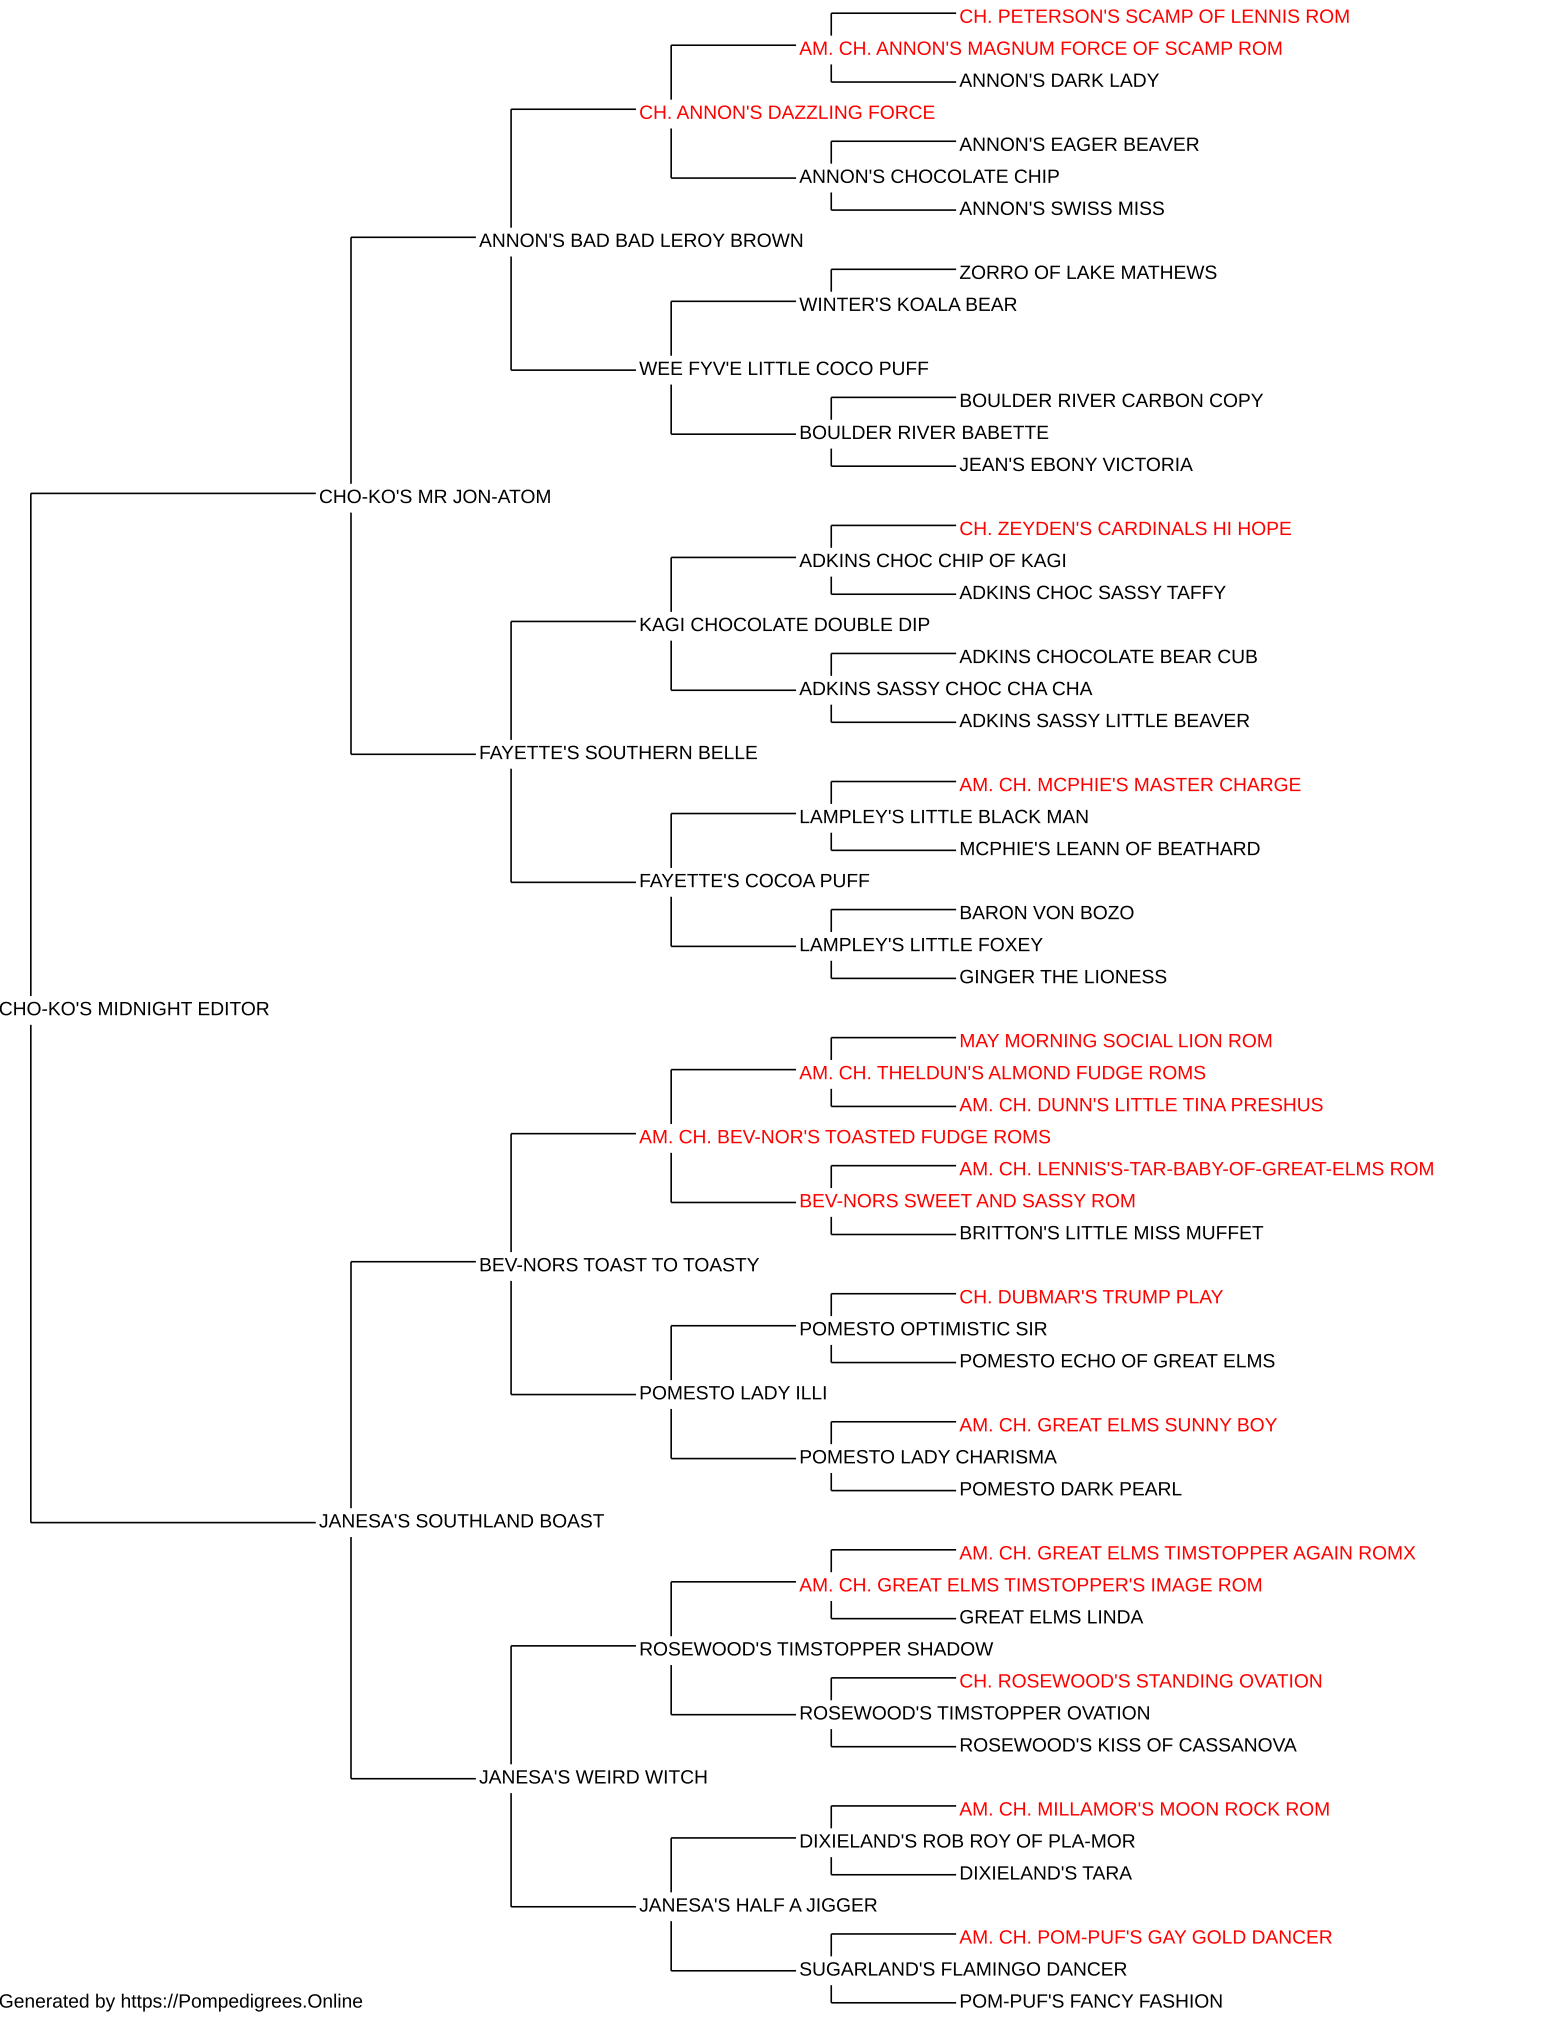 CH. PETERSON'S SCAMP OF LENNIS ROM
AM. CH. ANNON'S MAGNUM FORCE OF SCAMP ROM
ANNON'S DARK LADY
CH. ANNON'S DAZZLING FORCE
ANNON'S EAGER BEAVER
ANNON'S CHOCOLATE CHIP
ANNON'S SWISS MISS
ANNON'S BAD BAD LEROY BROWN
ZORRO OF LAKE MATHEWS
WINTER'S KOALA BEAR
WEE FYV'E LITTLE COCO PUFF
BOULDER RIVER CARBON COPY
BOULDER RIVER BABETTE
JEAN'S EBONY VICTORIA
CHO-KO'S MR JON-ATOM
CH. ZEYDEN'S CARDINALS HI HOPE
ADKINS CHOC CHIP OF KAGI
ADKINS CHOC SASSY TAFFY
KAGI CHOCOLATE DOUBLE DIP
ADKINS CHOCOLATE BEAR CUB
ADKINS SASSY CHOC CHA CHA
ADKINS SASSY LITTLE BEAVER
FAYETTE'S SOUTHERN BELLE
AM. CH. MCPHIE'S MASTER CHARGE
LAMPLEY'S LITTLE BLACK MAN
MCPHIE'S LEANN OF BEATHARD
FAYETTE'S COCOA PUFF
BARON VON BOZO
LAMPLEY'S LITTLE FOXEY
GINGER THE LIONESS
CHO-KO'S MIDNIGHT EDITOR
MAY MORNING SOCIAL LION ROM
AM. CH. THELDUN'S ALMOND FUDGE ROMS
AM. CH. DUNN'S LITTLE TINA PRESHUS
AM. CH. BEV-NOR'S TOASTED FUDGE ROMS
AM. CH. LENNIS'S-TAR-BABY-OF-GREAT-ELMS ROM
BEV-NORS SWEET AND SASSY ROM
BRITTON'S LITTLE MISS MUFFET
BEV-NORS TOAST TO TOASTY
CH. DUBMAR'S TRUMP PLAY
POMESTO OPTIMISTIC SIR
POMESTO ECHO OF GREAT ELMS
POMESTO LADY ILLI
AM. CH. GREAT ELMS SUNNY BOY
POMESTO LADY CHARISMA
POMESTO DARK PEARL
JANESA'S SOUTHLAND BOAST
AM. CH. GREAT ELMS TIMSTOPPER AGAIN ROMX
AM. CH. GREAT ELMS TIMSTOPPER'S IMAGE ROM
GREAT ELMS LINDA
ROSEWOOD'S TIMSTOPPER SHADOW
CH. ROSEWOOD'S STANDING OVATION
ROSEWOOD'S TIMSTOPPER OVATION
ROSEWOOD'S KISS OF CASSANOVA
JANESA'S WEIRD WITCH
AM. CH. MILLAMOR'S MOON ROCK ROM
DIXIELAND'S ROB ROY OF PLA-MOR
DIXIELAND'S TARA
JANESA'S HALF A JIGGER
AM. CH. POM-PUF'S GAY GOLD DANCER
SUGARLAND'S FLAMINGO DANCER
POM-PUF'S FANCY FASHION
Generated by https://Pompedigrees.Online